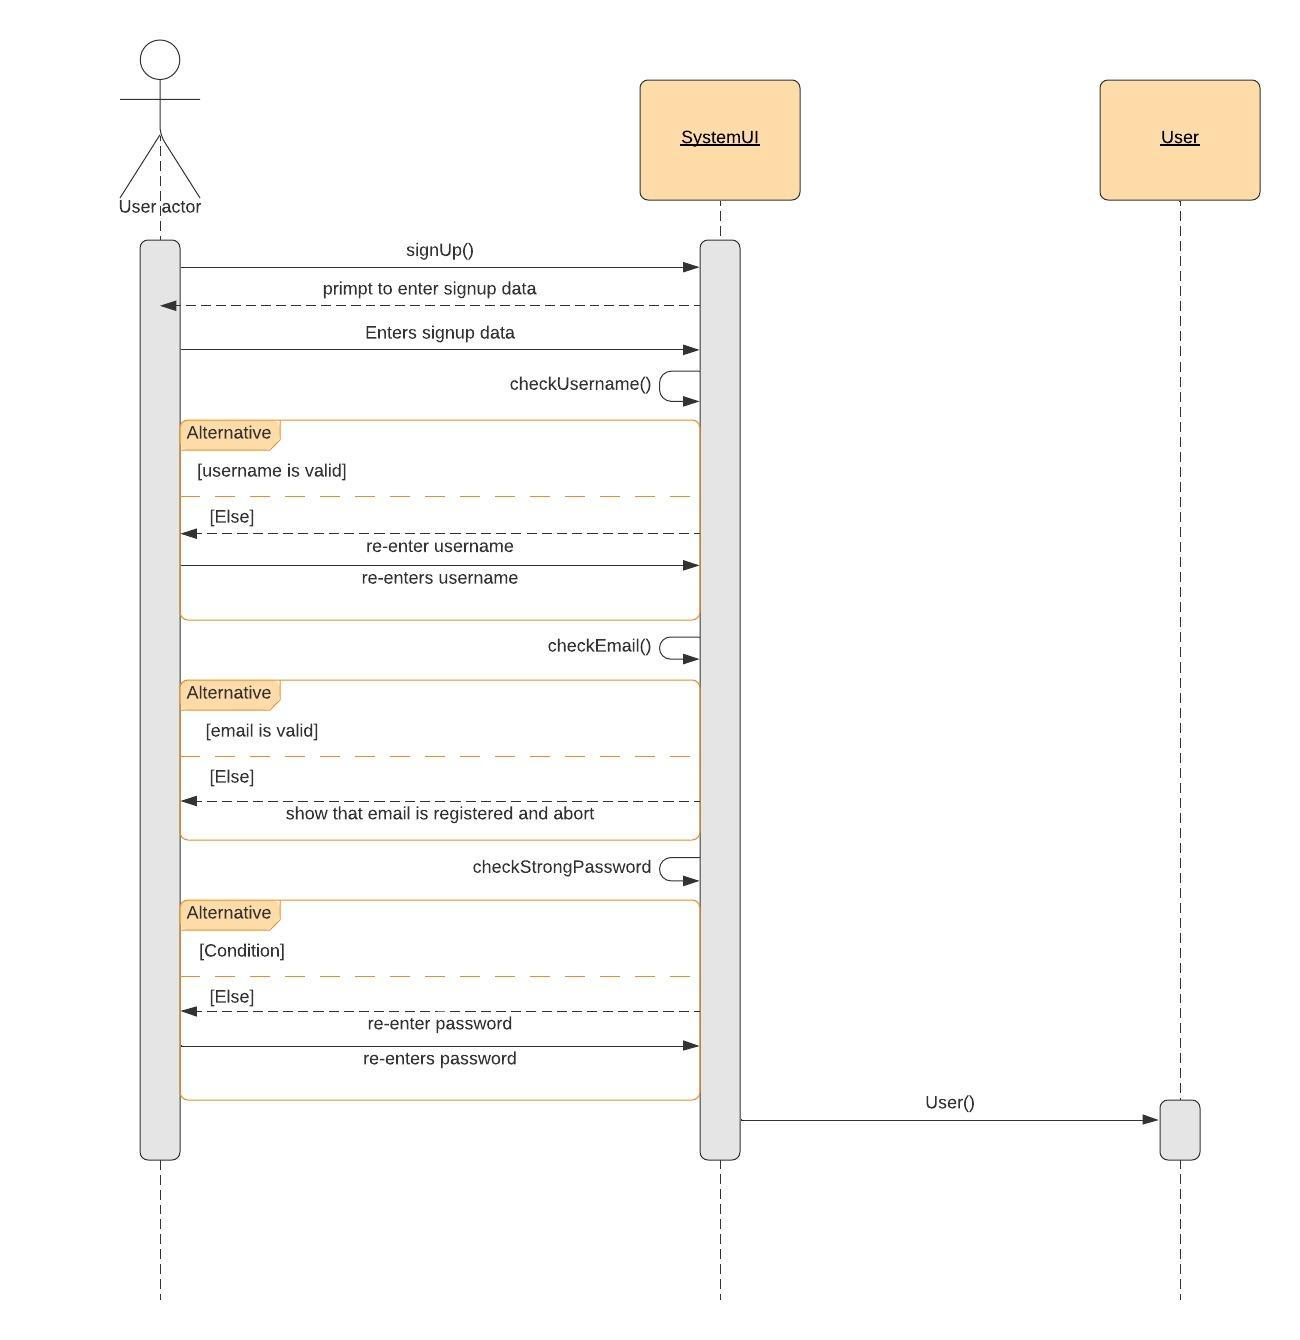 User actor
SystemUI
User
signUp()
primpt to enter signup data
Enters signup data
checkUsername()
Alternative
[username is valid]
[Else]
re-enter username
re-enters username
checkEmail()
Alternative
[email is valid]
[Else]
show that email is registered and abort
checkStrongPassword
Alternative
[Condition]
[Else]
re-enter password
re-enters password
User()